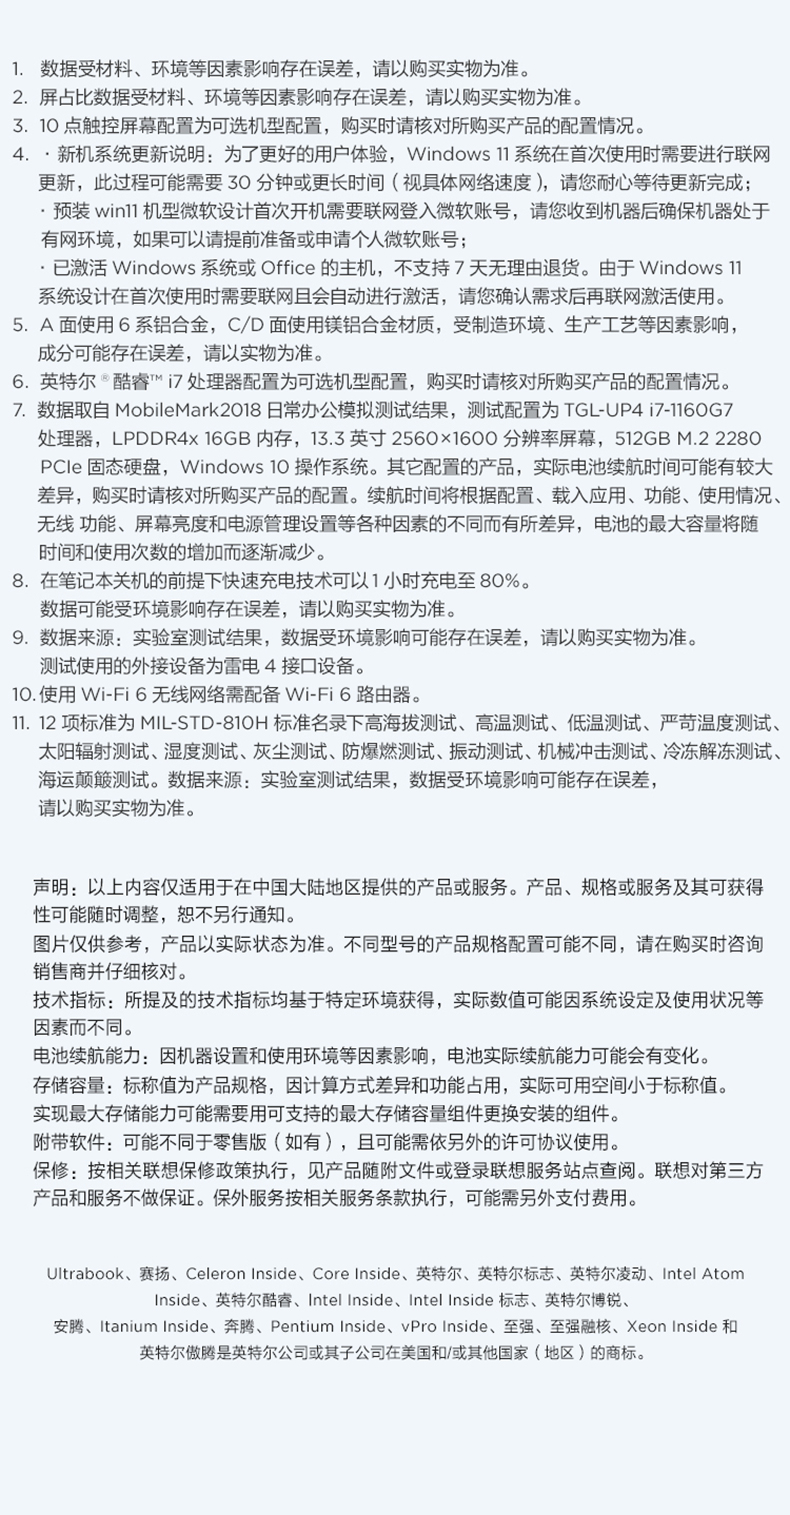 1. 数据受材料、环境等因素影响存在误差，请以购买实物为准。
2. 屏占比数据受材料、环境等因素影响存在误差，请以购买实物为准。
3. 10 点触控屏幕配置为可选机型配置，购买时请核对所购买产品的配置情况。
4. · 新机系统更新说明：为了更好的用户体验，Windows 11 系统在首次使用时需要进行联网
更新，此过程可能需要 30 分钟或更长时间（视具体网络速度），请您耐心等待更新完成；
· 预装 win11 机型微软设计首次开机需要联网登入微软账号，请您收到机器后确保机器处于
有网环境，如果可以请提前准备或申请个人微软账号；
· 已激活 Windows 系统或 Office 的主机，不支持 7 天无理由退货。由于 Windows 11
系统设计在首次使用时需要联网且会自动进行激活，请您确认需求后再联网激活使用。
5. A 面使用 6 系铝合金，C/D 面使用镁铝合金材质，受制造环境、生产工艺等因素影响，
成分可能存在误差，请以实物为准。
6. 英特尔 ® 酷睿™ i7 处理器配置为可选机型配置，购买时请核对所购买产品的配置情况。
7. 数据取自 MobileMark2018 日常办公模拟测试结果，测试配置为 TGL-UP4 i7-1160G7
处理器，LPDDR4x 16GB 内存，13.3 英寸 2560×1600 分辨率屏幕，512GB M.2 2280
PCIe 固态硬盘，Windows 10 操作系统。其它配置的产品，实际电池续航时间可能有较大
差异，购买时请核对所购买产品的配置。续航时间将根据配置、载入应用、功能、使用情况、
无线 功能、屏幕亮度和电源管理设置等各种因素的不同而有所差异，电池的最大容量将随
时间和使用次数的增加而逐渐减少。
8. 在笔记本关机的前提下快速充电技术可以 1 小时充电至 80%。
数据可能受环境影响存在误差，请以购买实物为准。
9. 数据来源：实验室测试结果，数据受环境影响可能存在误差，请以购买实物为准。
测试使用的外接设备为雷电 4 接口设备。
10. 使用 Wi-Fi 6 无线网络需配备 Wi-Fi 6 路由器。
11. 12 项标准为 MIL-STD-810H 标准名录下高海拔测试、高温测试、低温测试、严苛温度测试、
太阳辐射测试、湿度测试、灰尘测试、防爆燃测试、振动测试、机械冲击测试、冷冻解冻测试、
海运颠簸测试。数据来源：实验室测试结果，数据受环境影响可能存在误差，
请以购买实物为准。
声明：以上内容仅适用于在中国大陆地区提供的产品或服务。产品、规格或服务及其可获得
性可能随时调整，恕不另行通知。
图片仅供参考，产品以实际状态为准。不同型号的产品规格配置可能不同，请在购买时咨询
销售商并仔细核对。
技术指标：所提及的技术指标均基于特定环境获得，实际数值可能因系统设定及使用状况等
因素而不同。
电池续航能力：因机器设置和使用环境等因素影响，电池实际续航能力可能会有变化。
存储容量：标称值为产品规格，因计算方式差异和功能占用，实际可用空间小于标称值。
实现最大存储能力可能需要用可支持的最大存储容量组件更换安装的组件。
附带软件：可能不同于零售版（如有），且可能需依另外的许可协议使用。
保修：按相关联想保修政策执行，见产品随附文件或登录联想服务站点查阅。联想对第三方
产品和服务不做保证。保外服务按相关服务条款执行，可能需另外支付费用。
Ultrabook、赛扬、Celeron Inside、Core Inside、英特尔、英特尔标志、英特尔凌动、Intel Atom
Inside、英特尔酷睿、Intel Inside、Intel Inside 标志、英特尔博锐、
安腾、Itanium Inside、奔腾、Pentium Inside、vPro Inside、至强、至强融核、Xeon Inside 和
英特尔傲腾是英特尔公司或其子公司在美国和/或其他国家（地区）的商标。